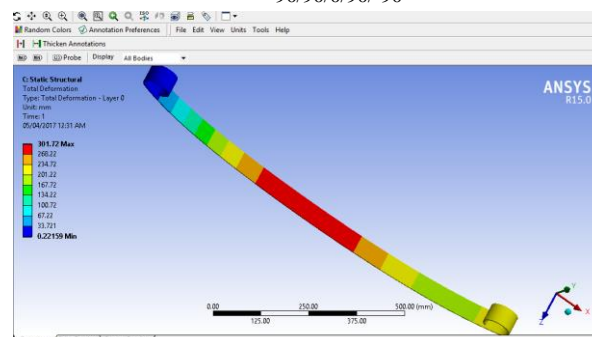 Random Colors Annotation Preferences File Edit View Units Tools Help
Thicken Annotations
Probe Display All Bodies
C: Static Structural
Total Deformation
Type: Total Deformation - Layer 0
Unit: mm
Time: 1
05/04/2017 12:31 AM
301.72 Max
268.22
234.72
201.22
167.72
134.22
100.72
67.22
33.721
0.22159 Min
ANSYS
R15.0
0.00 250.00 500.00 (mm)
125.00 375.00
Y
X
Z